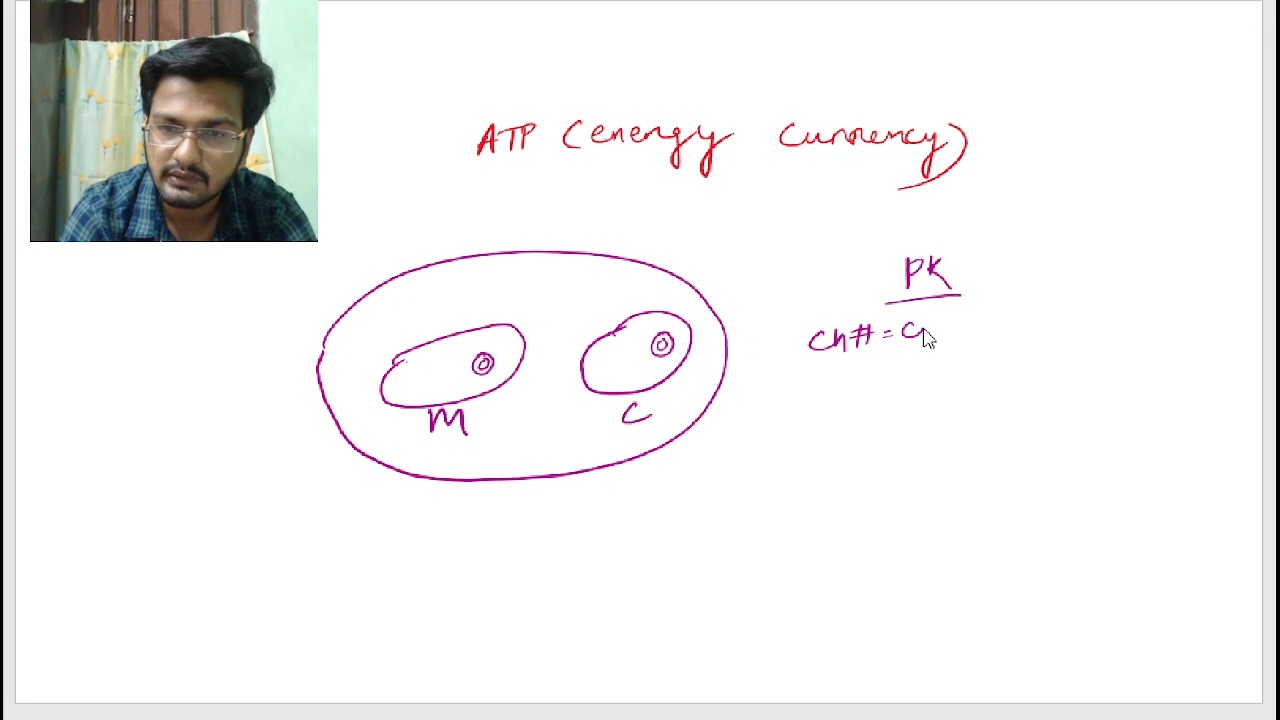 ATP (energy currency)
PK
Ch# = C
M
C